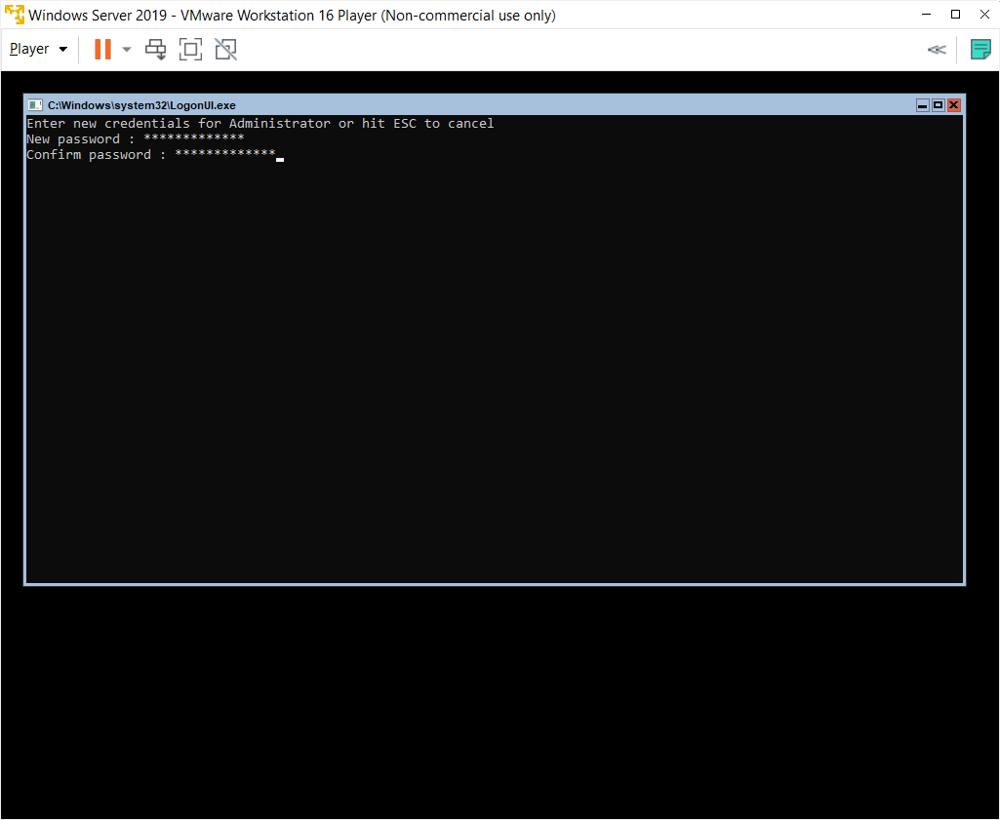 Windows Server 2019 - VMware Workstation 16 Player (Non-commercial use only)
Player
C:\Windows\system32\LogonUI.exe
Enter new credentials for Administrator or hit ESC to cancel
New password : *************
Confirm password : *************